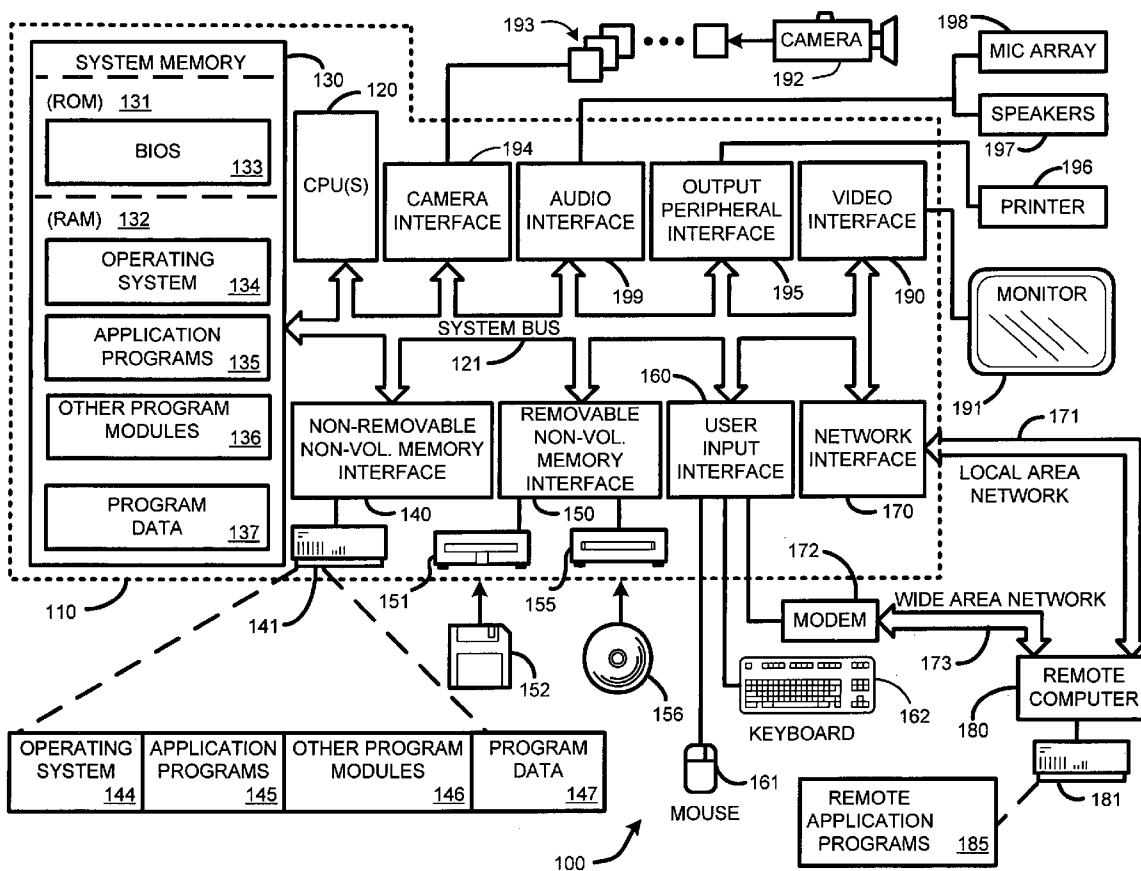 SYSTEM MEMORY
130
(ROM) 131
BIOS
133
(RAM) 132
OPERATING
SYSTEM 134
APPLICATION
PROGRAMS 135
OTHER PROGRAM
MODULES 136
PROGRAM
DATA 137
120
CPU(S)
193
CAMERA
192
198
MIC ARRAY
SPEAKERS
197
196
PRINTER
194
CAMERA
INTERFACE
AUDIO
INTERFACE
199
OUTPUT
PERIPHERAL
INTERFACE
195
VIDEO
INTERFACE
190
MONITOR
191
SYSTEM BUS
121
NON-REMOVABLE
NON-VOL. MEMORY
INTERFACE
140
REMOVABLE
NON-VOL.
MEMORY
INTERFACE
150
160
USER
INPUT
INTERFACE
NETWORK
INTERFACE
170
171
LOCAL AREA
NETWORK
110
141
151
155
152
156
172
MODEM
WIDE AREA NETWORK
173
KEYBOARD
162
MOUSE
161
180
REMOTE
COMPUTER
181
REMOTE
APPLICATION
PROGRAMS 185
OPERATING
SYSTEM
144
APPLICATION
PROGRAMS
145
OTHER PROGRAM
MODULES
146
PROGRAM
DATA
147
100